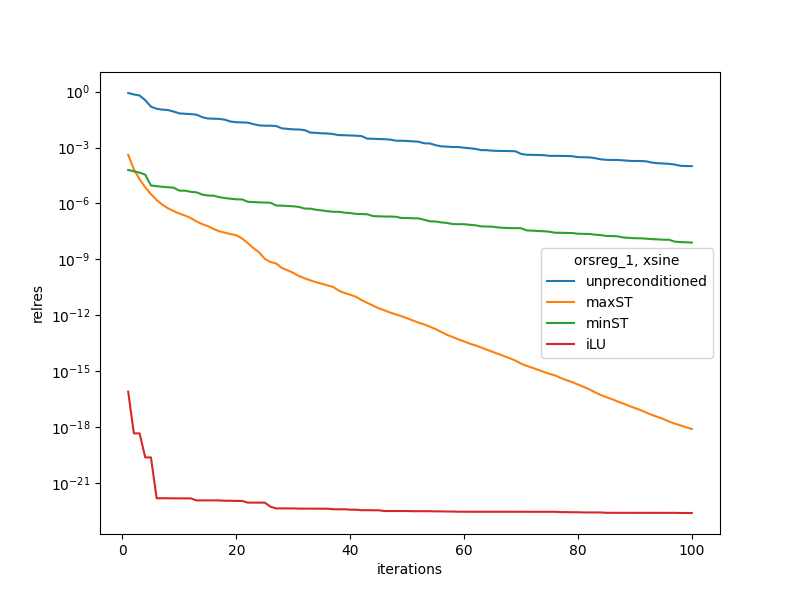 10^0
10^-3
10^-6
10^-9
10^-12
10^-15
10^-18
10^-21
relres
orsreg_1, xsine
unpreconditioned
maxST
minST
iLU
0 20 40 60 80 100
iterations